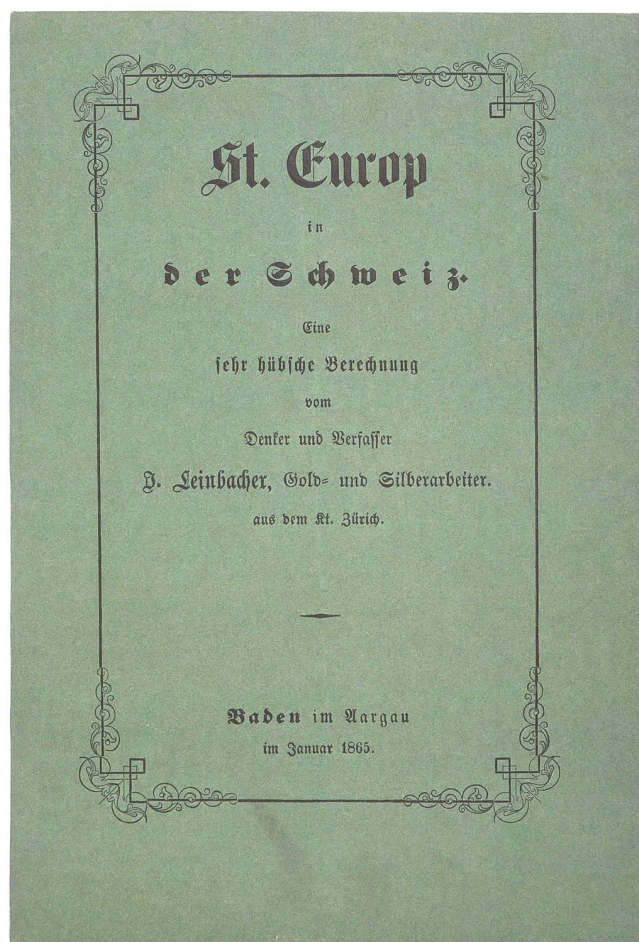 St. Europ
in
der Schweiz.
Eine
sehr hübsche Berechnung
vom
Denker und Verfasser
J. Leinbacher, Gold- und Silberarbeiter.
aus dem Kt. Zürich.
Baden im Aargau
im Januar 1865.